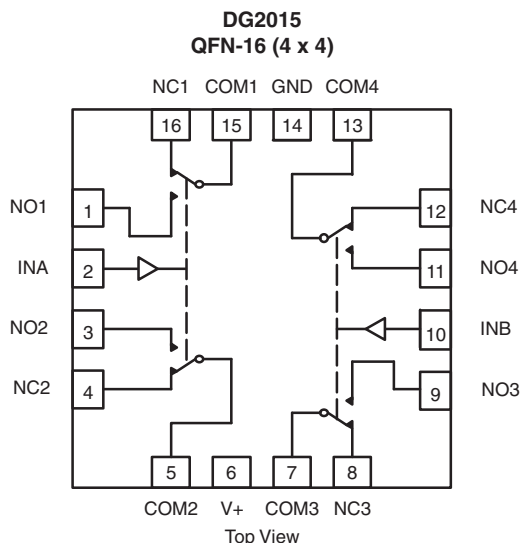 DG2015
QFN-16 (4 x 4)
NC1 COM1 GND COM4
16 15 14 13
NO1 1 12 NC4
INA 2 11 NO4
NO2 3 10 INB
NC2 4 9 NO3
5 6 7 8
COM2 V+ COM3 NC3
Top View